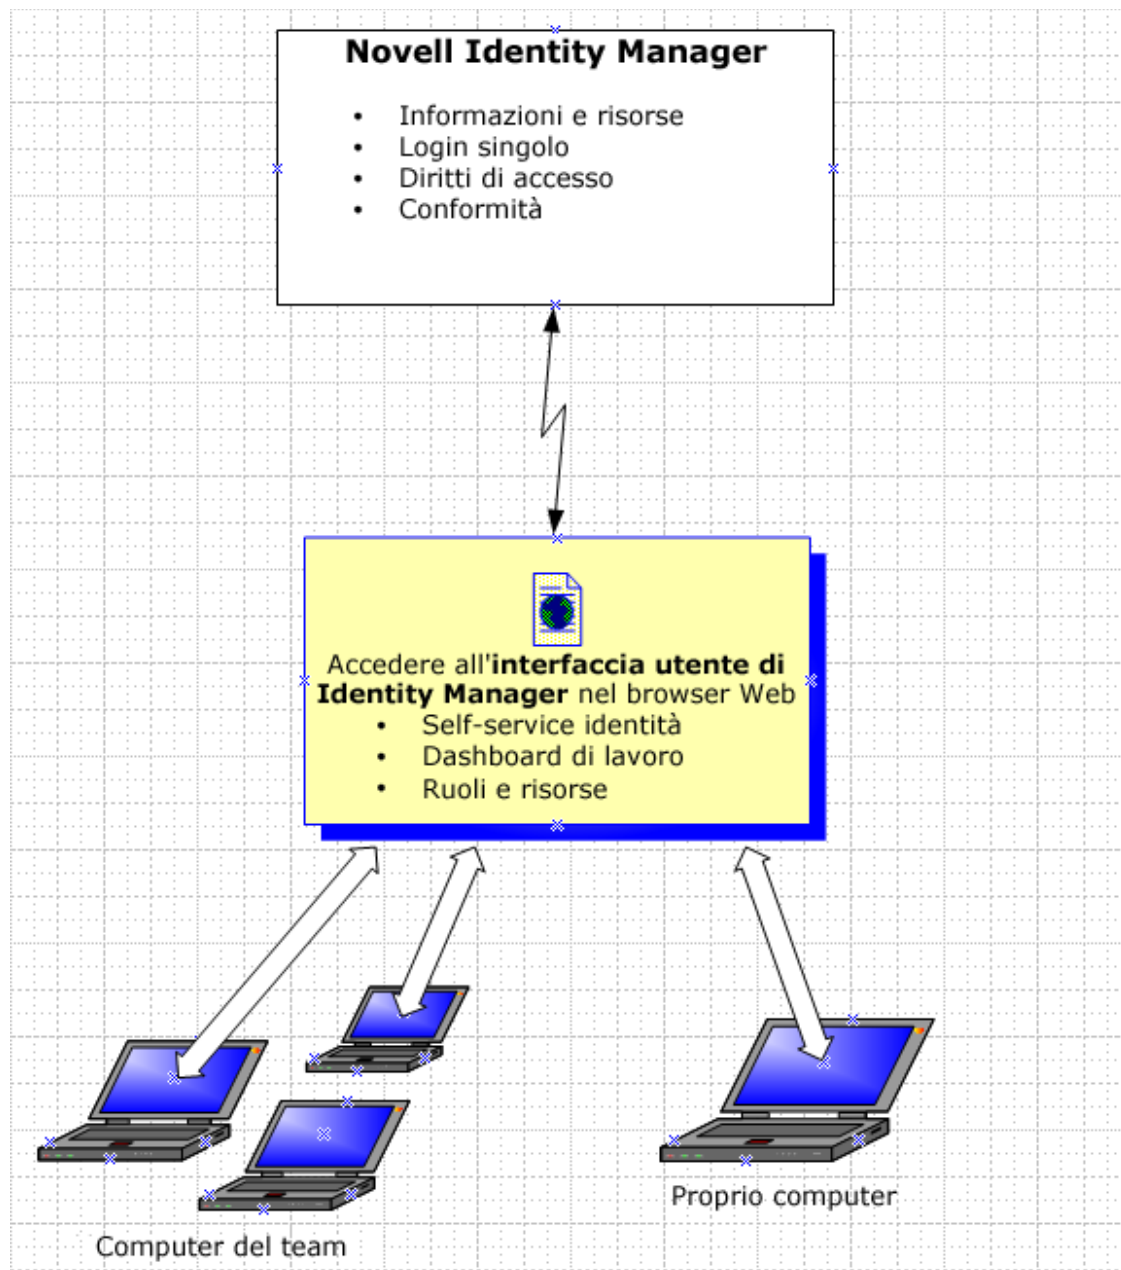 Novell Identity Manager
• Informazioni e risorse
• Login singolo
• Diritti di accesso
• Conformità
Accedere all'interfaccia utente di
Identity Manager nel browser Web
• Self-service identità
• Dashboard di lavoro
• Ruoli e risorse
Proprio computer
Computer del team